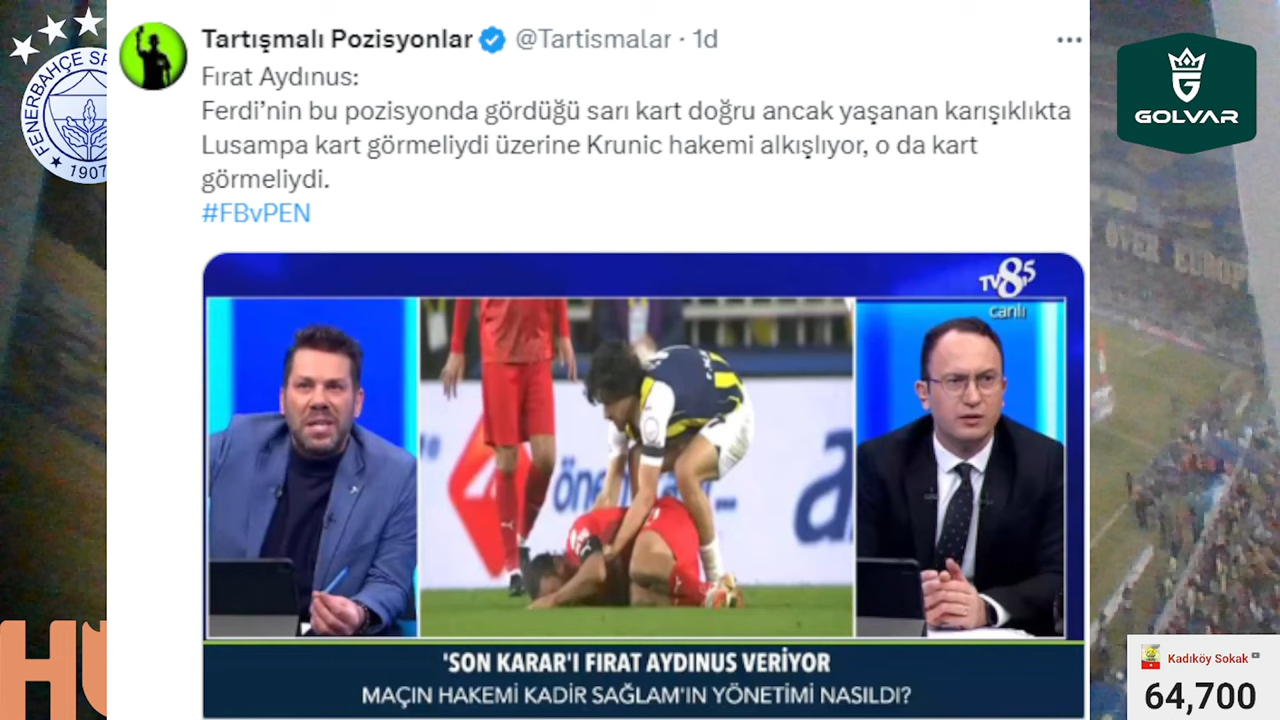 FENERBAHÇE SP
1907
Tartışmalı Pozisyonlar @Tartismalar · 1d
Fırat Aydınus:
Ferdi’nin bu pozisyonda gördüğü sarı kart doğru ancak yaşanan karışıklıkta
Lusampa kart görmeliydi üzerine Krunic hakemi alkışlıyor, o da kart
görmeliydi.
#FBvPEN
GOLVAR
TV8,5
canlı
'SON KARAR'I FIRAT AYDINUS VERİYOR
MAÇIN HAKEMİ KADİR SAĞLAM'IN YÖNETİMİ NASILDI?
Kadıköy Sokak
64,700